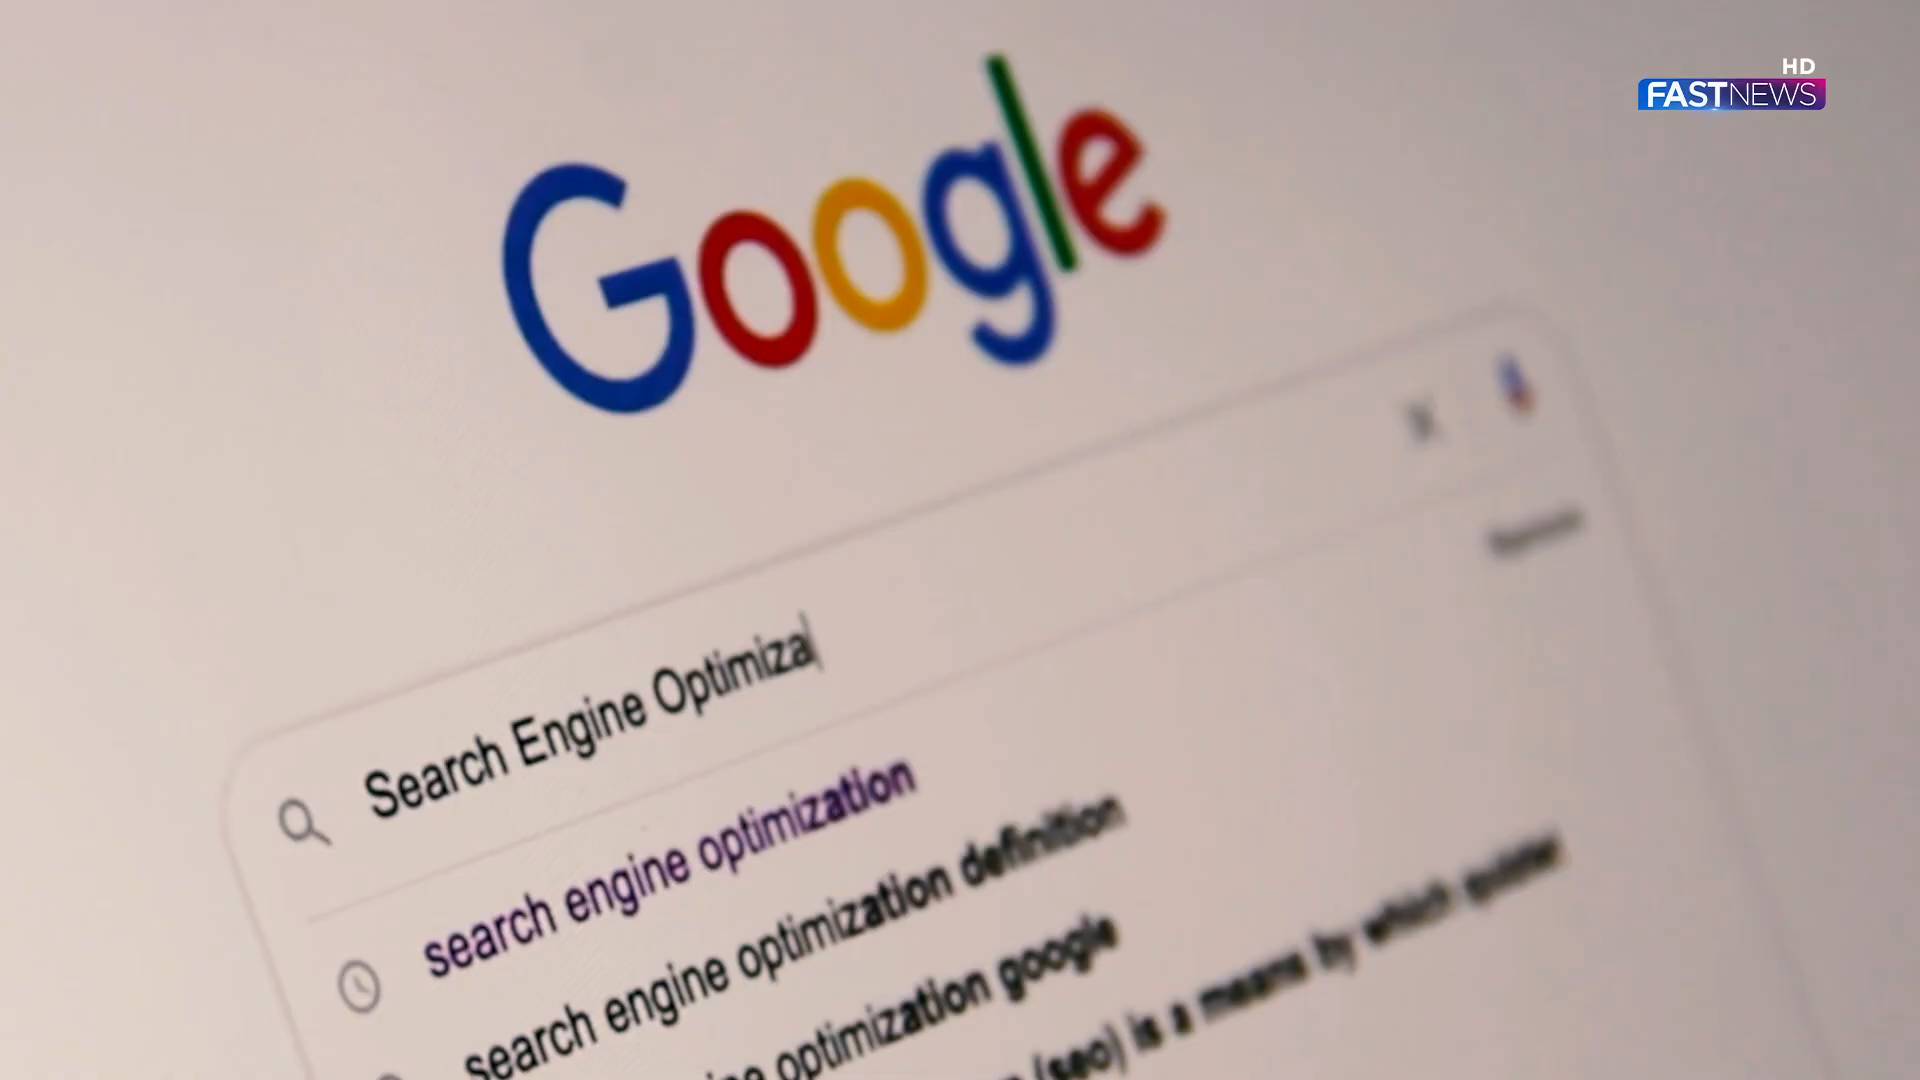 HD
FASTNEWS
Google
Search Engine Optimiza
search engine optimization
search engine optimization definition
optimization google
(seo) is a means by which